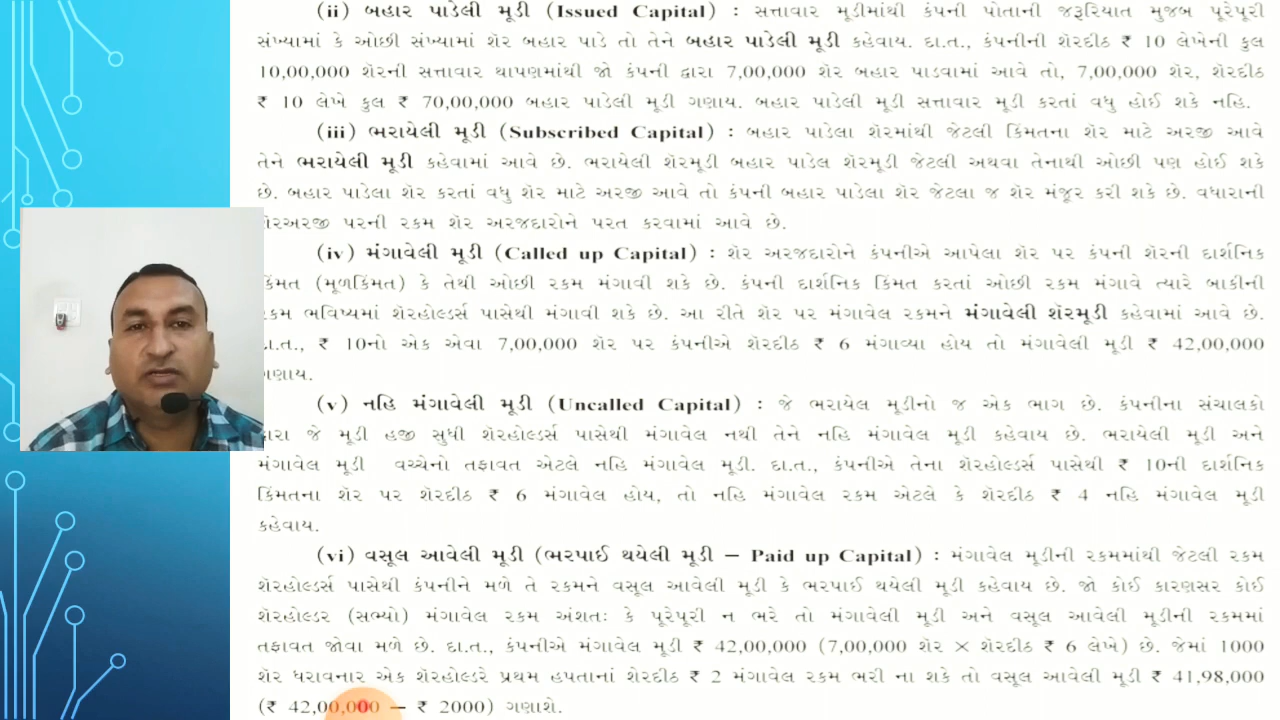 (ii) બહાર પાડેલી મૂડી (Issued Capital) : સત્તાવાર મૂડીમાંથી કંપની પોતાની જરૂરિયાત મુજબ પૂરેપૂરી
સંખ્યામાં કે ઓછી સંખ્યામાં શૅર બહાર પાડે તો તેને બહાર પાડેલી મૂડી કહેવાય. દા.ત., કંપનીની શૅરદીઠ ₹ 10 લેખેની કુલ
10,00,000 શૅરની સત્તાવાર થાપણમાંથી જો કંપની દ્વારા 7,00,000 શૅર બહાર પાડવામાં આવે તો, 7,00,000 શૅર, શૅરદીઠ
₹ 10 લેખે કુલ ₹ 70,00,000 બહાર પાડેલી મૂડી ગણાય. બહાર પાડેલી મૂડી સત્તાવાર મૂડી કરતાં વધુ હોઈ શકે નહિ.
(iii) ભરાયેલી મૂડી (Subscribed Capital) : બહાર પાડેલા શૅરમાંથી જેટલી કિંમતના શૅર માટે અરજી આવે
તેને ભરાયેલી મૂડી કહેવામાં આવે છે. ભરાયેલી શૅરમૂડી બહાર પાડેલ શૅરમૂડી જેટલી અથવા તેનાથી ઓછી પણ હોઈ શકે
છે. બહાર પાડેલા શૅર કરતાં વધુ શૅર માટે અરજી આવે તો કંપની બહાર પાડેલા શૅર જેટલા જ શૅર મંજૂર કરી શકે છે. વધારાની
શૅરઅરજી પરની રકમ શૅર અરજદારોને પરત કરવામાં આવે છે.
(iv) મંગાવેલી મૂડી (Called up Capital) : શૅર અરજદારોને કંપનીએ આપેલા શૅર પર કંપની શૅરની દાર્શનિક
કિંમત (મૂળકિંમત) કે તેથી ઓછી રકમ મંગાવી શકે છે. કંપની દાર્શનિક કિંમત કરતાં ઓછી રકમ મંગાવે ત્યારે બાકીની
રકમ ભવિષ્યમાં શૅરહોલ્ડર્સ પાસેથી મંગાવી શકે છે. આ રીતે શૅર પર મંગાવેલ રકમને મંગાવેલી શૅરમૂડી કહેવામાં આવે છે.
દા.ત., ₹ 10નો એક એવા 7,00,000 શૅર પર કંપનીએ શૅરદીઠ ₹ 6 મંગાવ્યા હોય તો મંગાવેલી મૂડી ₹ 42,00,000
ગણાય.
(v) નહિ મંગાવેલી મૂડી (Uncalled Capital) : જે ભરાયેલ મૂડીનો જ એક ભાગ છે. કંપનીના સંચાલકો
દ્વારા જે મૂડી હજી સુધી શૅરહોલ્ડર્સ પાસેથી મંગાવેલ નથી તેને નહિ મંગાવેલ મૂડી કહેવાય છે. ભરાયેલી મૂડી અને
મંગાવેલ મૂડી વચ્ચેનો તફાવત એટલે નહિ મંગાવેલ મૂડી. દા.ત., કંપનીએ તેના શૅરહોલ્ડર્સ પાસેથી ₹ 10ની દાર્શનિક
કિંમતના શૅર પર શૅરદીઠ ₹ 6 મંગાવેલ હોય, તો નહિ મંગાવેલ રકમ એટલે કે શૅરદીઠ ₹ 4 નહિ મંગાવેલ મૂડી
કહેવાય.
(vi) વસૂલ આવેલી મૂડી (ભરપાઈ થયેલી મૂડી – Paid up Capital) : મંગાવેલ મૂડીની રકમમાંથી જેટલી રકમ
શૅરહોલ્ડર્સ પાસેથી કંપનીને મળે તે રકમને વસૂલ આવેલી મૂડી કે ભરપાઈ થયેલી મૂડી કહેવાય છે. જો કોઈ કારણસર કોઈ
શૅરહોલ્ડર (સભ્યો) મંગાવેલ રકમ અંશતઃ કે પૂરેપૂરી ન ભરે તો મંગાવેલી મૂડી અને વસૂલ આવેલી મૂડીની રકમમાં
તફાવત જોવા મળે છે. દા.ત., કંપનીએ મંગાવેલ મૂડી ₹ 42,00,000 (7,00,000 શૅર × શૅરદીઠ ₹ 6 લેખે) છે. જેમાં 1000
શૅર ધરાવનાર એક શૅરહોલ્ડરે પ્રથમ હપતાનાં શૅરદીઠ ₹ 2 મંગાવેલ રકમ ભરી ના શકે તો વસૂલ આવેલી મૂડી ₹ 41,98,000
(₹ 42,00,000 – ₹ 2000) ગણાશે.